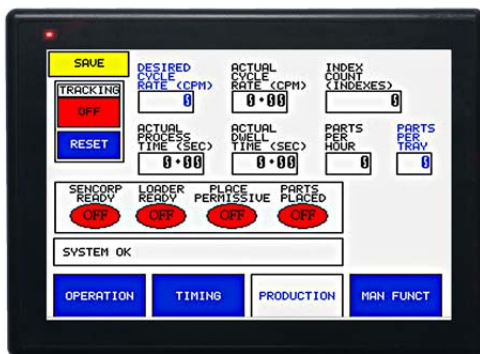 SAVE
DESIRED CYCLE RATE (CPM)
0
ACTUAL CYCLE RATE (CPM)
0.00
INDEX COUNT (INDEXES)
0
TRACKING
OFF
RESET
ACTUAL PROCESS TIME (SEC)
0.00
ACTUAL DWELL TIME (SEC)
0.00
PARTS PER HOUR
0
PARTS PER TRAY
0
SENCORP READY
OFF
LOADER READY
OFF
PLACE PERMISSIVE
OFF
PARTS PLACED
OFF
SYSTEM OK
OPERATION
TIMING
PRODUCTION
MAN FUNCT